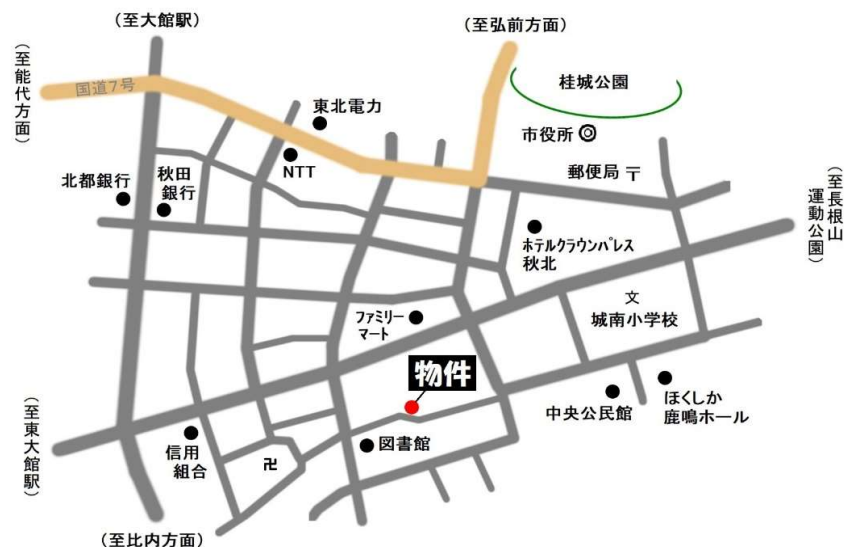 (至大館駅)
(至弘前方面)
(至能代方面)
国道7号
桂城公園
東北電力
市役所
NTT
郵便局 〒
北都銀行
秋田
銀行
(至長根山
運動公園)
ホテルクラウンパレス
秋北
文
城南小学校
ファミリー
マート
物件
ほくしか
鹿鳴ホール
中央公民館
(至東大館駅)
信用
組合
卍
図書館
(至比内方面)